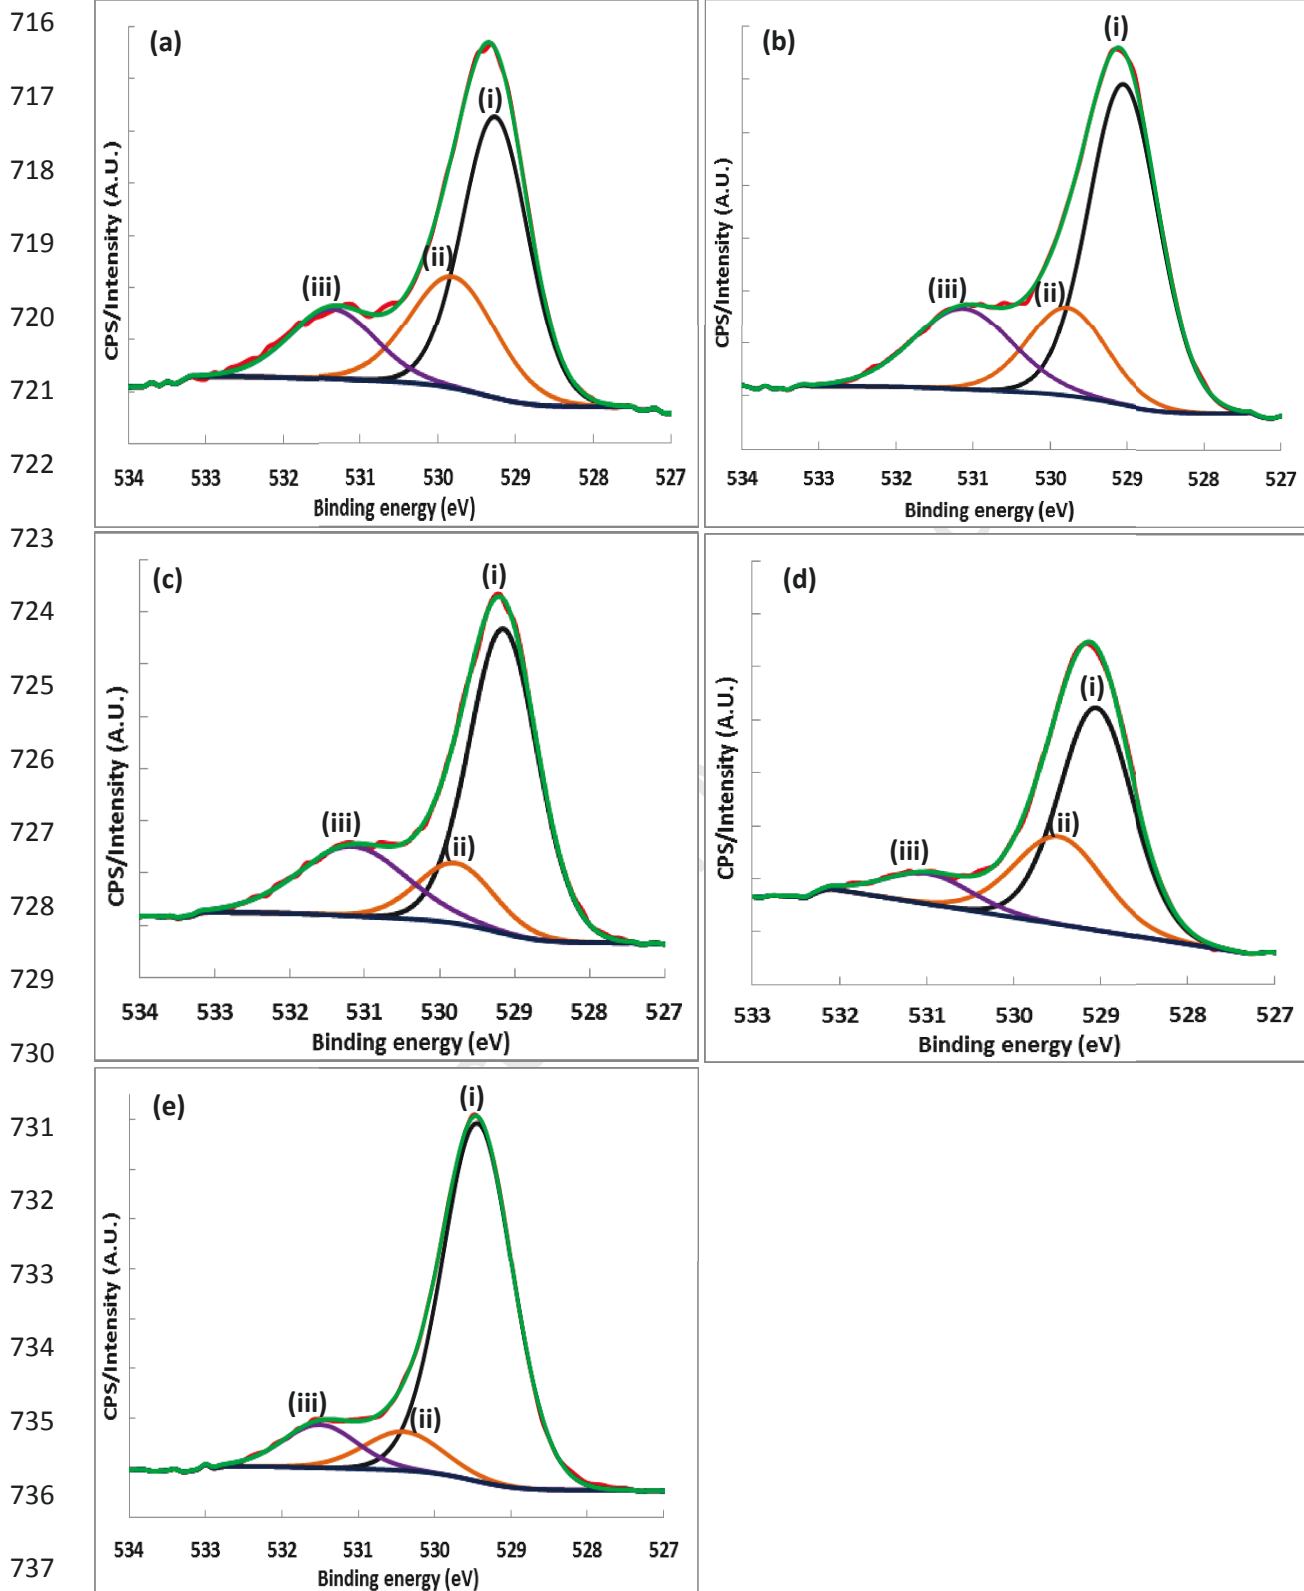 716
717
718
719
720
721
722
723
724
725
726
727
728
729
730
731
732
733
734
735
736
737
(a)
(i)
(ii)
(iii)
CPS/Intensity (A.U.)
534 533 532 531 530 529 528 527
Binding energy (eV)
(b)
(i)
(ii)
(iii)
CPS/Intensity (A.U.)
534 533 532 531 530 529 528 527
Binding energy (eV)
(c)
(i)
(ii)
(iii)
CPS/Intensity (A.U.)
534 533 532 531 530 529 528 527
Binding energy (eV)
(d)
(i)
(ii)
(iii)
CPS/Intensity (A.U.)
533 532 531 530 529 528 527
Binding energy (eV)
(e)
(i)
(ii)
(iii)
CPS/Intensity (A.U.)
534 533 532 531 530 529 528 527
Binding energy (eV)